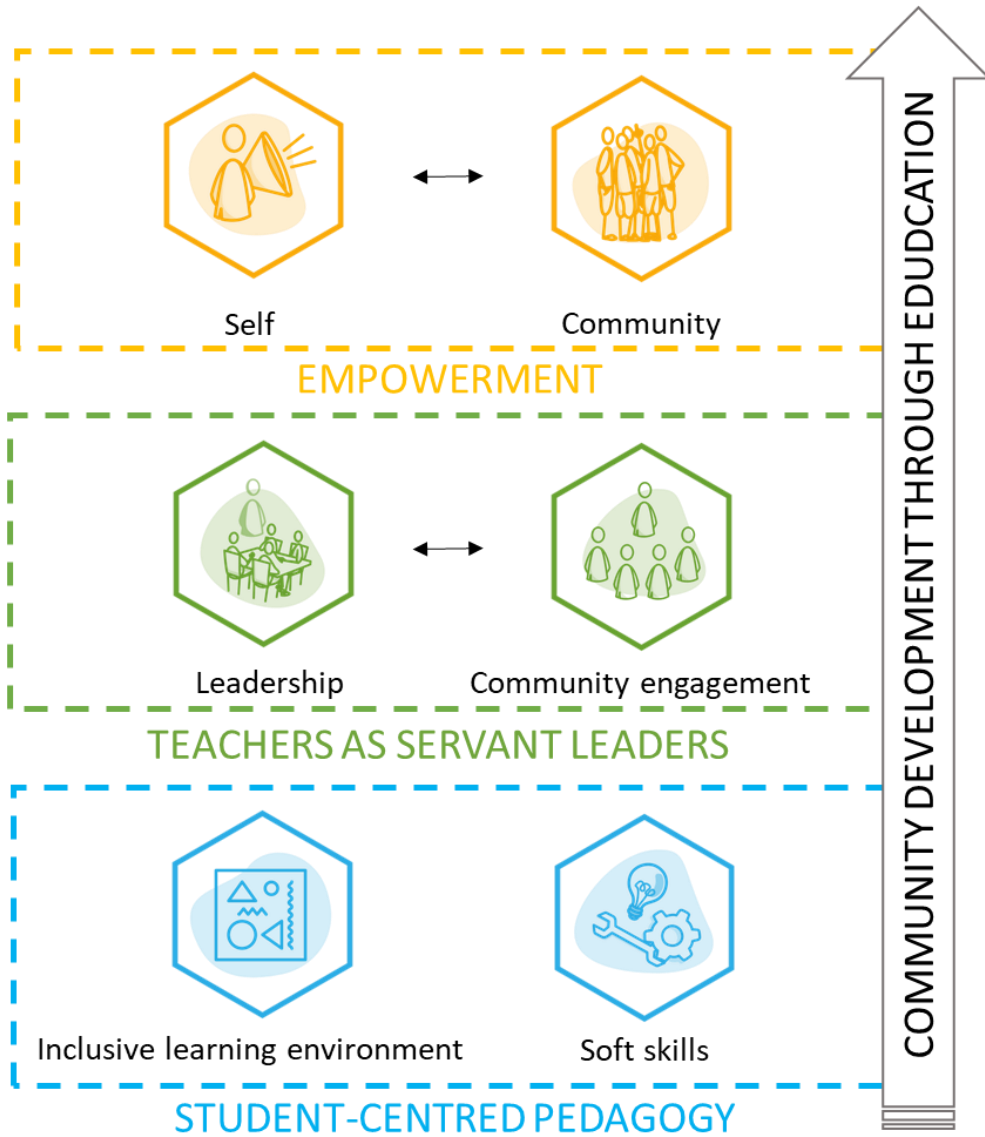 Self
Community
EMPOWERMENT
Leadership
Community engagement
TEACHERS AS SERVANT LEADERS
Inclusive learning environment
Soft skills
STUDENT-CENTRED PEDAGOGY
COMMUNITY DEVELOPMENT THROUGH EDUDCATION